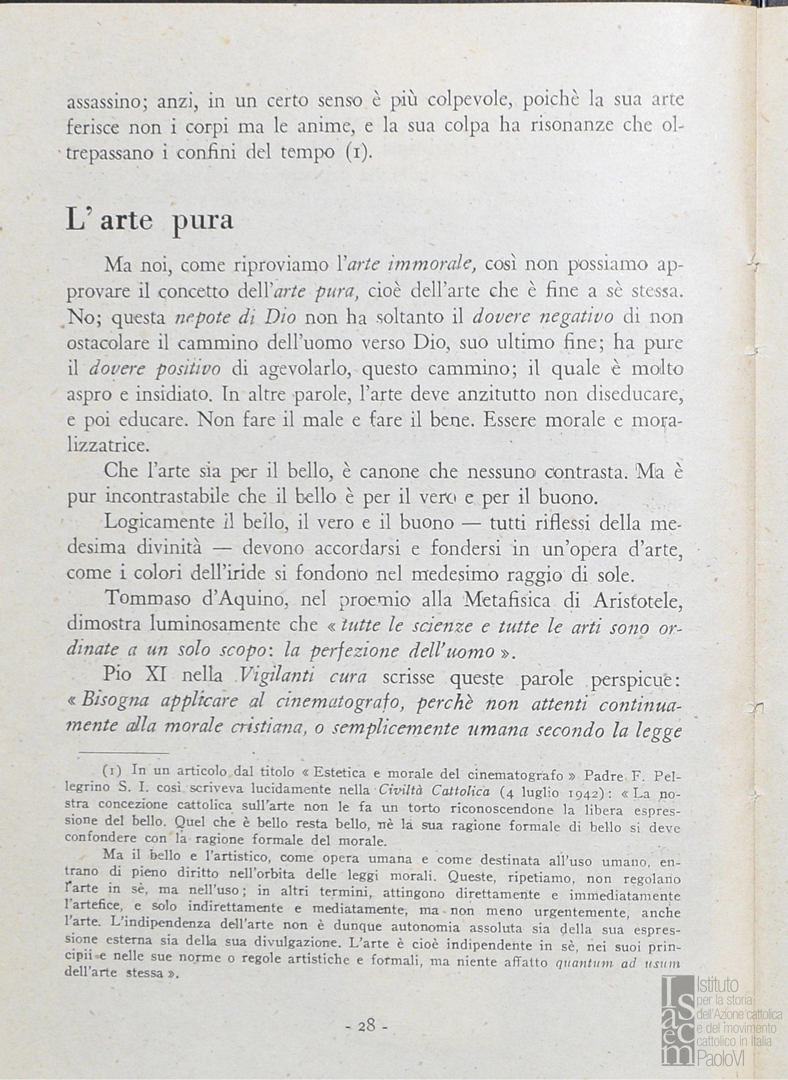 assassino; anzi, in un certo senso è più colpevole, poichè la sua arte
ferisce non i corpi ma le anime, e la sua colpa ha risonanze che ol-
trepassano i confini del tempo (1).
L'arte pura
Ma noi, come riproviamo l'arte immorale, così non possiamo ap-
provare il concetto dell'arte pura, cioè dell'arte che è fine a sè stessa.
No; questa nepote di Dio non ha soltanto il dovere negativo di non
ostacolare il cammino dell'uomo verso Dio, suo ultimo fine; ha pure
il dovere positivo di agevolarlo, questo cammino; il quale è molto
aspro e insidiato. In altre parole, l'arte deve anzitutto non diseducare,
e poi educare. Non fare il male e fare il bene. Essere morale e mora-
lizzatrice.
Che l'arte sia per il bello, è canone che nessuno contrasta. Ma è
pur incontrastabile che il bello è per il vero e per il buono.
Logicamente il bello, il vero e il buono — tutti riflessi della me-
desima divinità — devono accordarsi e fondersi in un'opera d'arte,
come i colori dell'iride si fondono nel medesimo raggio di sole.
Tommaso d'Aquino, nel proemio alla Metafisica di Aristotele,
dimostra luminosamente che « tutte le scienze e tutte le arti sono or-
dinate a un solo scopo: la perfezione dell'uomo ».
Pio XI nella Vigilanti cura scrisse queste parole perspicue:
« Bisogna applicare al cinematografo, perchè non attenti continua-
mente alla morale cristiana, o semplicemente umana secondo la legge
(1) In un articolo dal titolo « Estetica e morale del cinematografo » Padre F. Pel-
legrino S. I. così scriveva lucidamente nella Civiltà Cattolica (4 luglio 1942): « La no-
stra concezione cattolica sull'arte non le fa un torto riconoscendone la libera espres-
sione del bello. Quel che è bello resta bello, nè la sua ragione formale di bello si deve
confondere con la ragione formale del morale.
Ma il bello e l'artistico, come opera umana e come destinata all'uso umano, en-
trano di pieno diritto nell'orbita delle leggi morali. Queste, ripetiamo, non regolano
l'arte in sè, ma nell'uso; in altri termini, attingono direttamente e immediatamente
l'artefice, e solo indirettamente e mediatamente, ma non meno urgentemente, anche
l'arte. L'indipendenza dell'arte non è dunque autonomia assoluta sia della sua espres-
sione esterna sia della sua divulgazione. L'arte è cioè indipendente in sè, nei suoi prin-
cipii e nelle sue norme o regole artistiche e formali, ma niente affatto quantum ad usum
dell'arte stessa ».
- 28 -
Isacem
Istituto
per la storia
dell'Azione cattolica
e del movimento
cattolico in Italia
PaoloVI